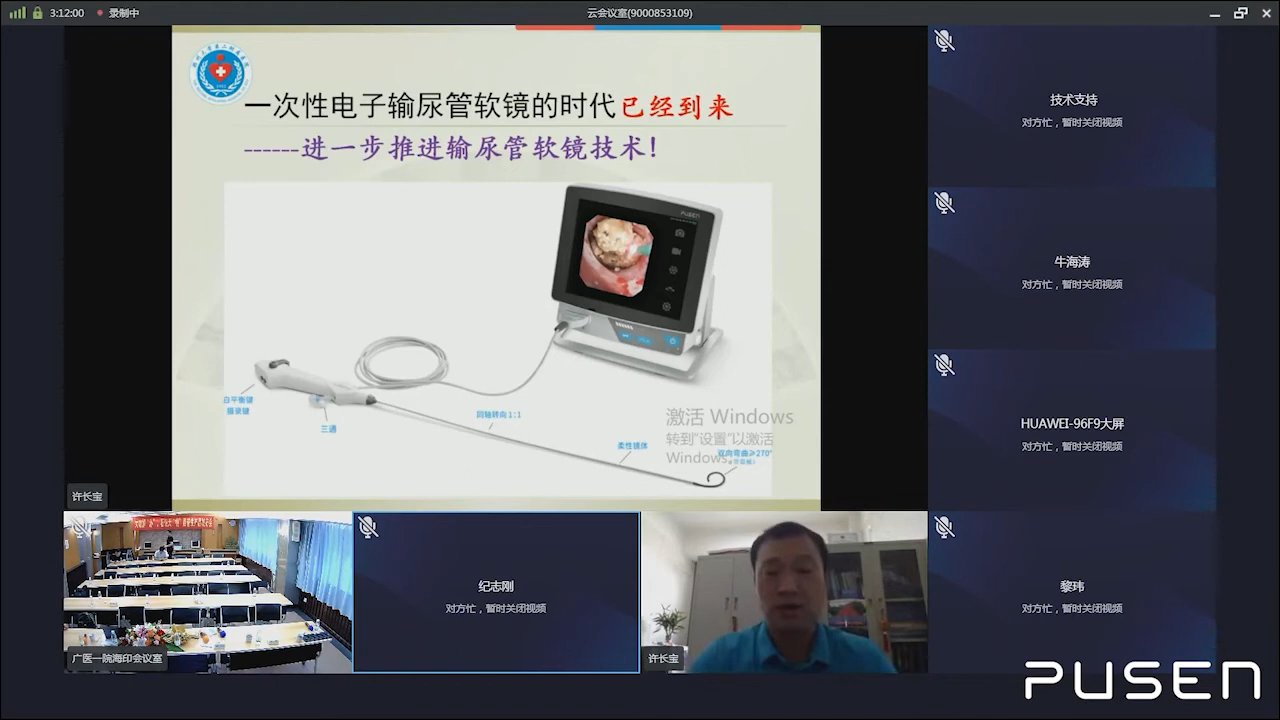 3:12:00 录制中
云会议室(9000853109)
一次性电子输尿管软镜的时代已经到来
------进一步推进输尿管软镜技术！
PUSEN
白平衡键
摄录键
三通
同轴转向1:1
柔性镜体
双向弯曲≥270°
激活 Windows
转到"设置"以激活
Windows
许长宝
技术支持
对方忙，暂时关闭视频
牛海涛
对方忙，暂时关闭视频
HUAWEI-96F9大屏
对方忙，暂时关闭视频
黎玮
对方忙，暂时关闭视频
广医一院海印会议室
纪志刚
对方忙，暂时关闭视频
许长宝
PUSEN